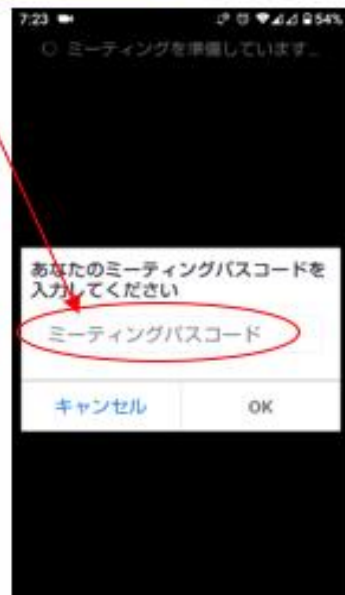 7:23
54%
ミーティングを準備しています...
あなたのミーティングパスコードを
入力してください
ミーティングパスコード
キャンセル
OK